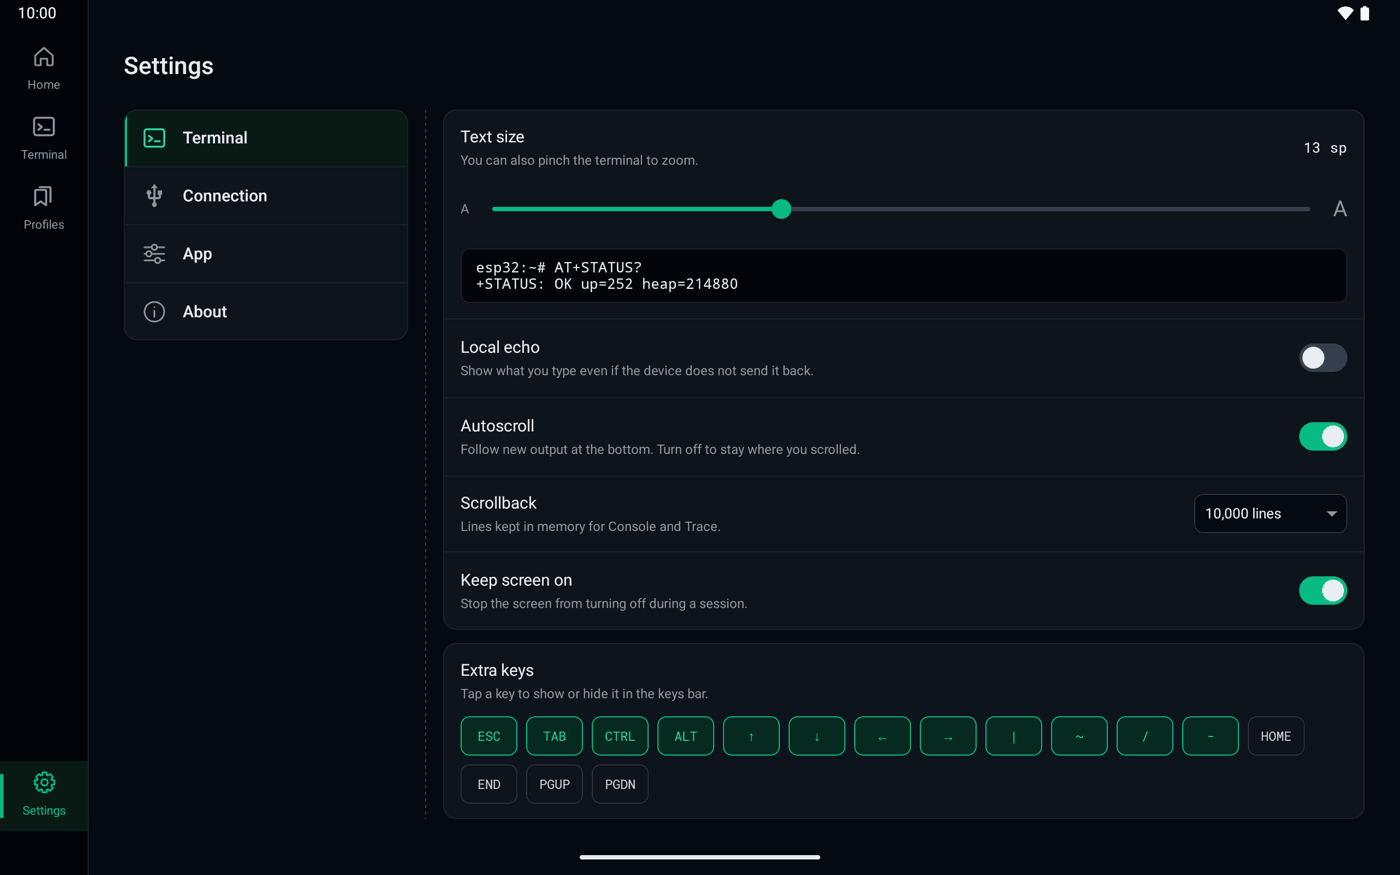 10:00
Home
Terminal
Profiles
Settings
Settings
Terminal
Connection
App
About
Text size
You can also pinch the terminal to zoom.
13 sp
A
A
esp32:~# AT+STATUS?
+STATUS: OK up=252 heap=214880
Local echo
Show what you type even if the device does not send it back.
Autoscroll
Follow new output at the bottom. Turn off to stay where you scrolled.
Scrollback
Lines kept in memory for Console and Trace.
10,000 lines
Keep screen on
Stop the screen from turning off during a session.
Extra keys
Tap a key to show or hide it in the keys bar.
ESC TAB CTRL ALT ↑ ↓ ← → | ~ / - HOME
END PGUP PGDN